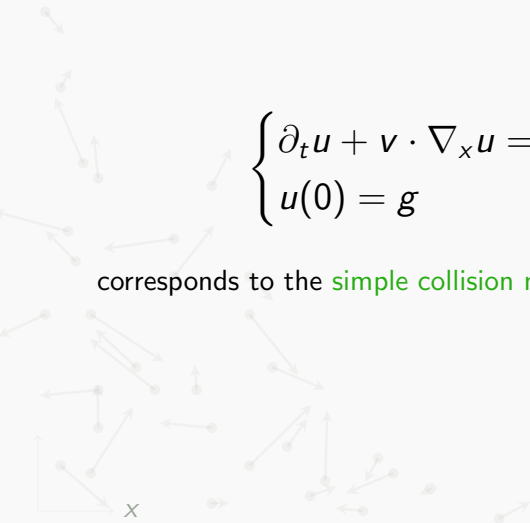 ∂ₜu + v · ∇ₓu =
u(0) = g
corresponds to the simple collision
x